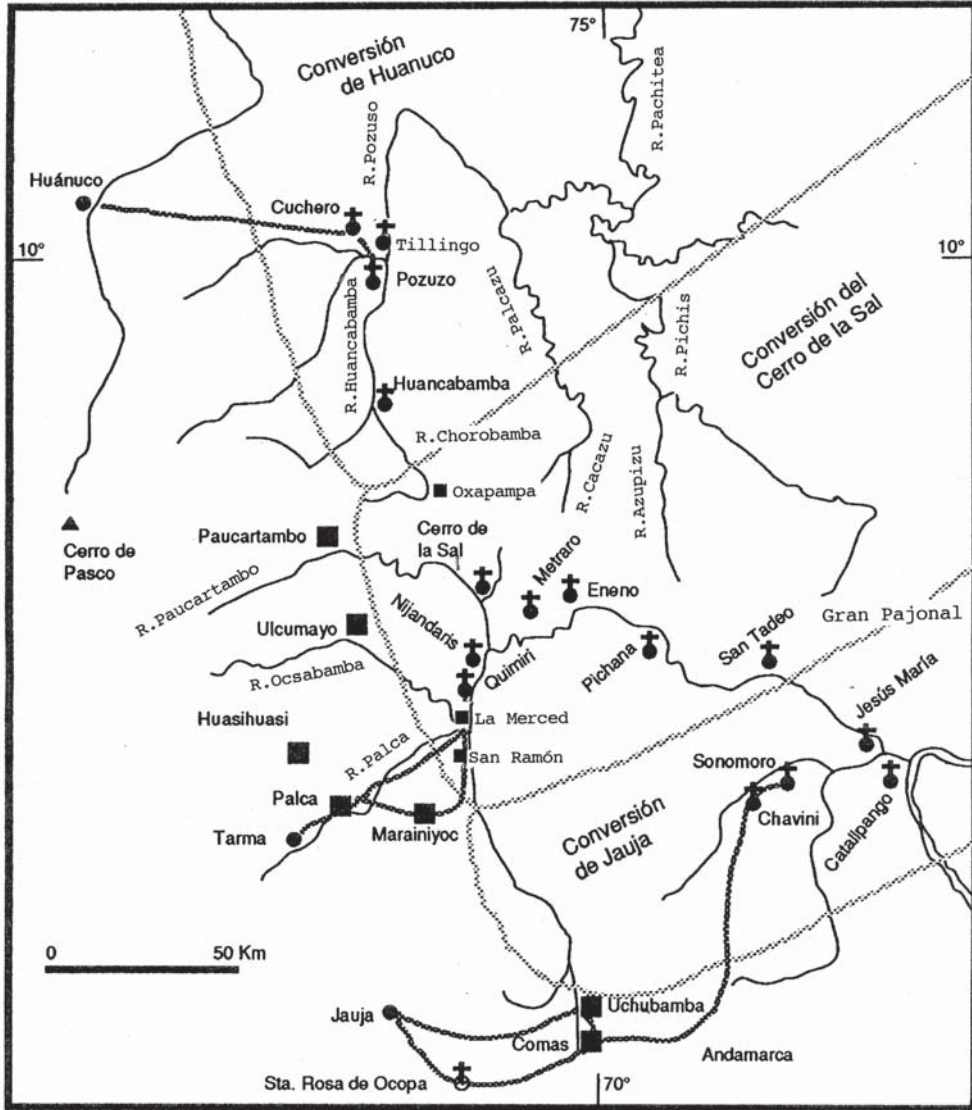 75°
Conversión
de Huanuco
R.Pachitea
R.Pozuso
Huánuco
Cuchero
Tillingo
10°
10°
Pozuzo
R.Palcazu
Conversión del
Cerro de la Sal
R.Pichis
R.Huancabamba
Huancabamba
R.Chorobamba
R.Cacazu
R.Azupizu
Oxapampa
Cerro de
Pasco
Paucartambo
Cerro de
la Sal
Metraro
Eneno
R.Paucartambo
Nijandaris
Gran Pajonal
Ulcumayo
San Tadeo
Pichana
Quimiri
R.Ocsabamba
Jesús María
La Merced
Huasihuasi
R.Palca
San Ramón
Sonomoro
Palca
Chavini
Catalipango
Tarma
Marainiyoc
Conversión
de Jauja
0 50 Km
Jauja
Uchubamba
Comas
Andamarca
Sta. Rosa de Ocopa
70°